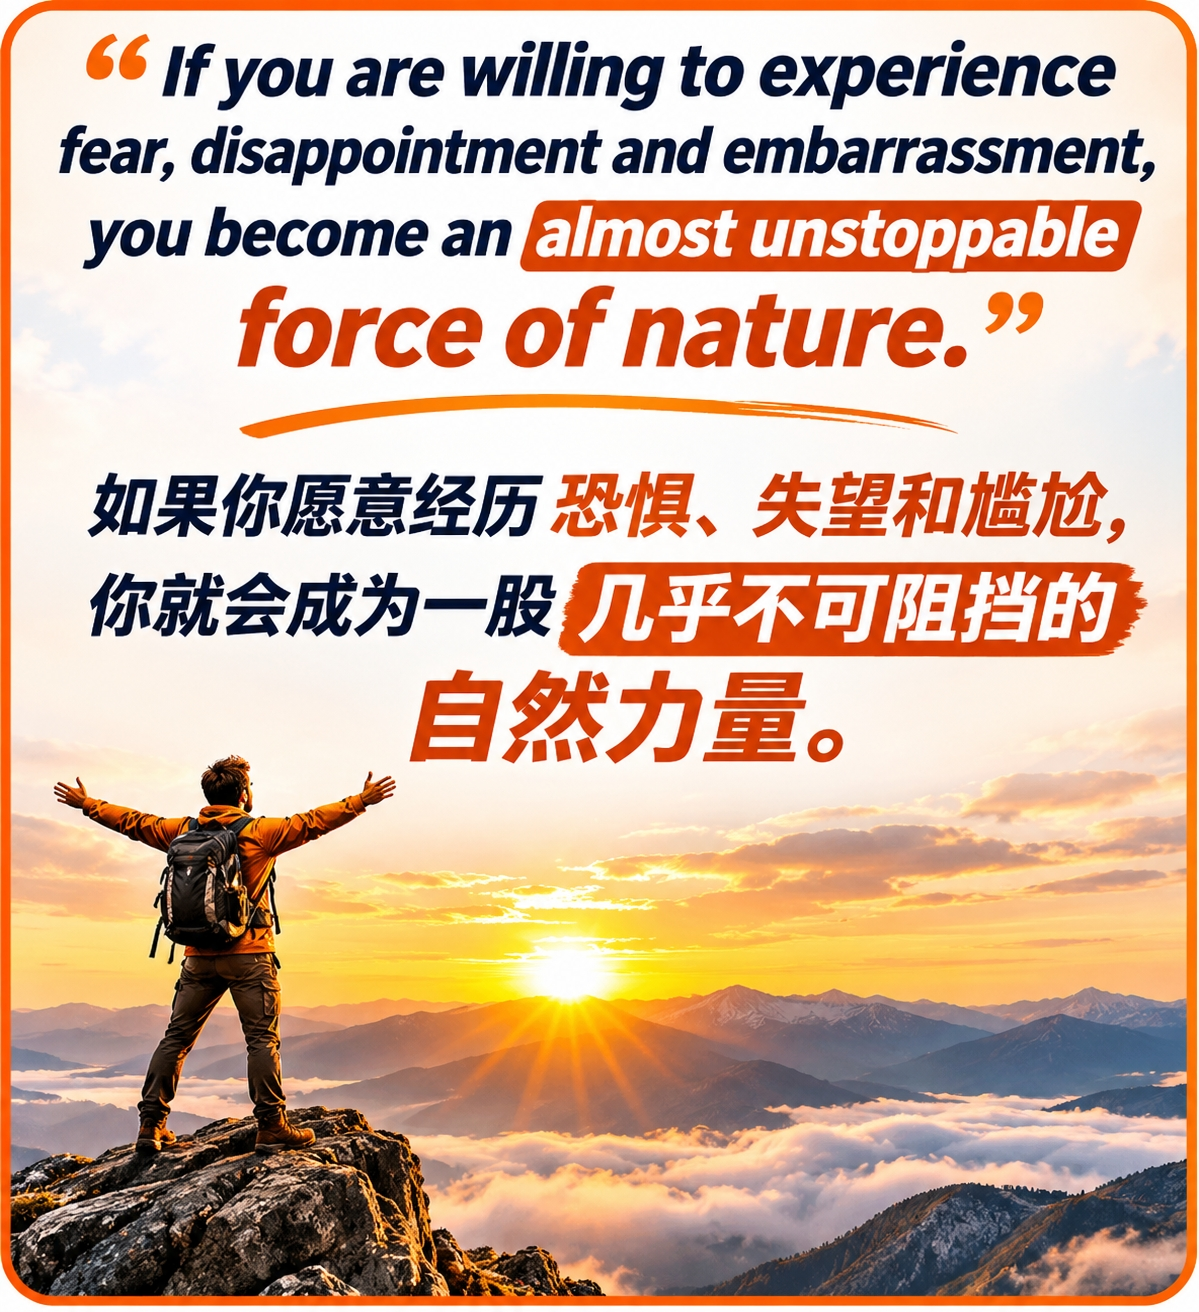 “If you are willing to experience
fear, disappointment and embarrassment,
you become an almost unstoppable
force of nature.”
如果你愿意经历恐惧、失望和尴尬，
你就会成为一股几乎不可阻挡的
自然力量。